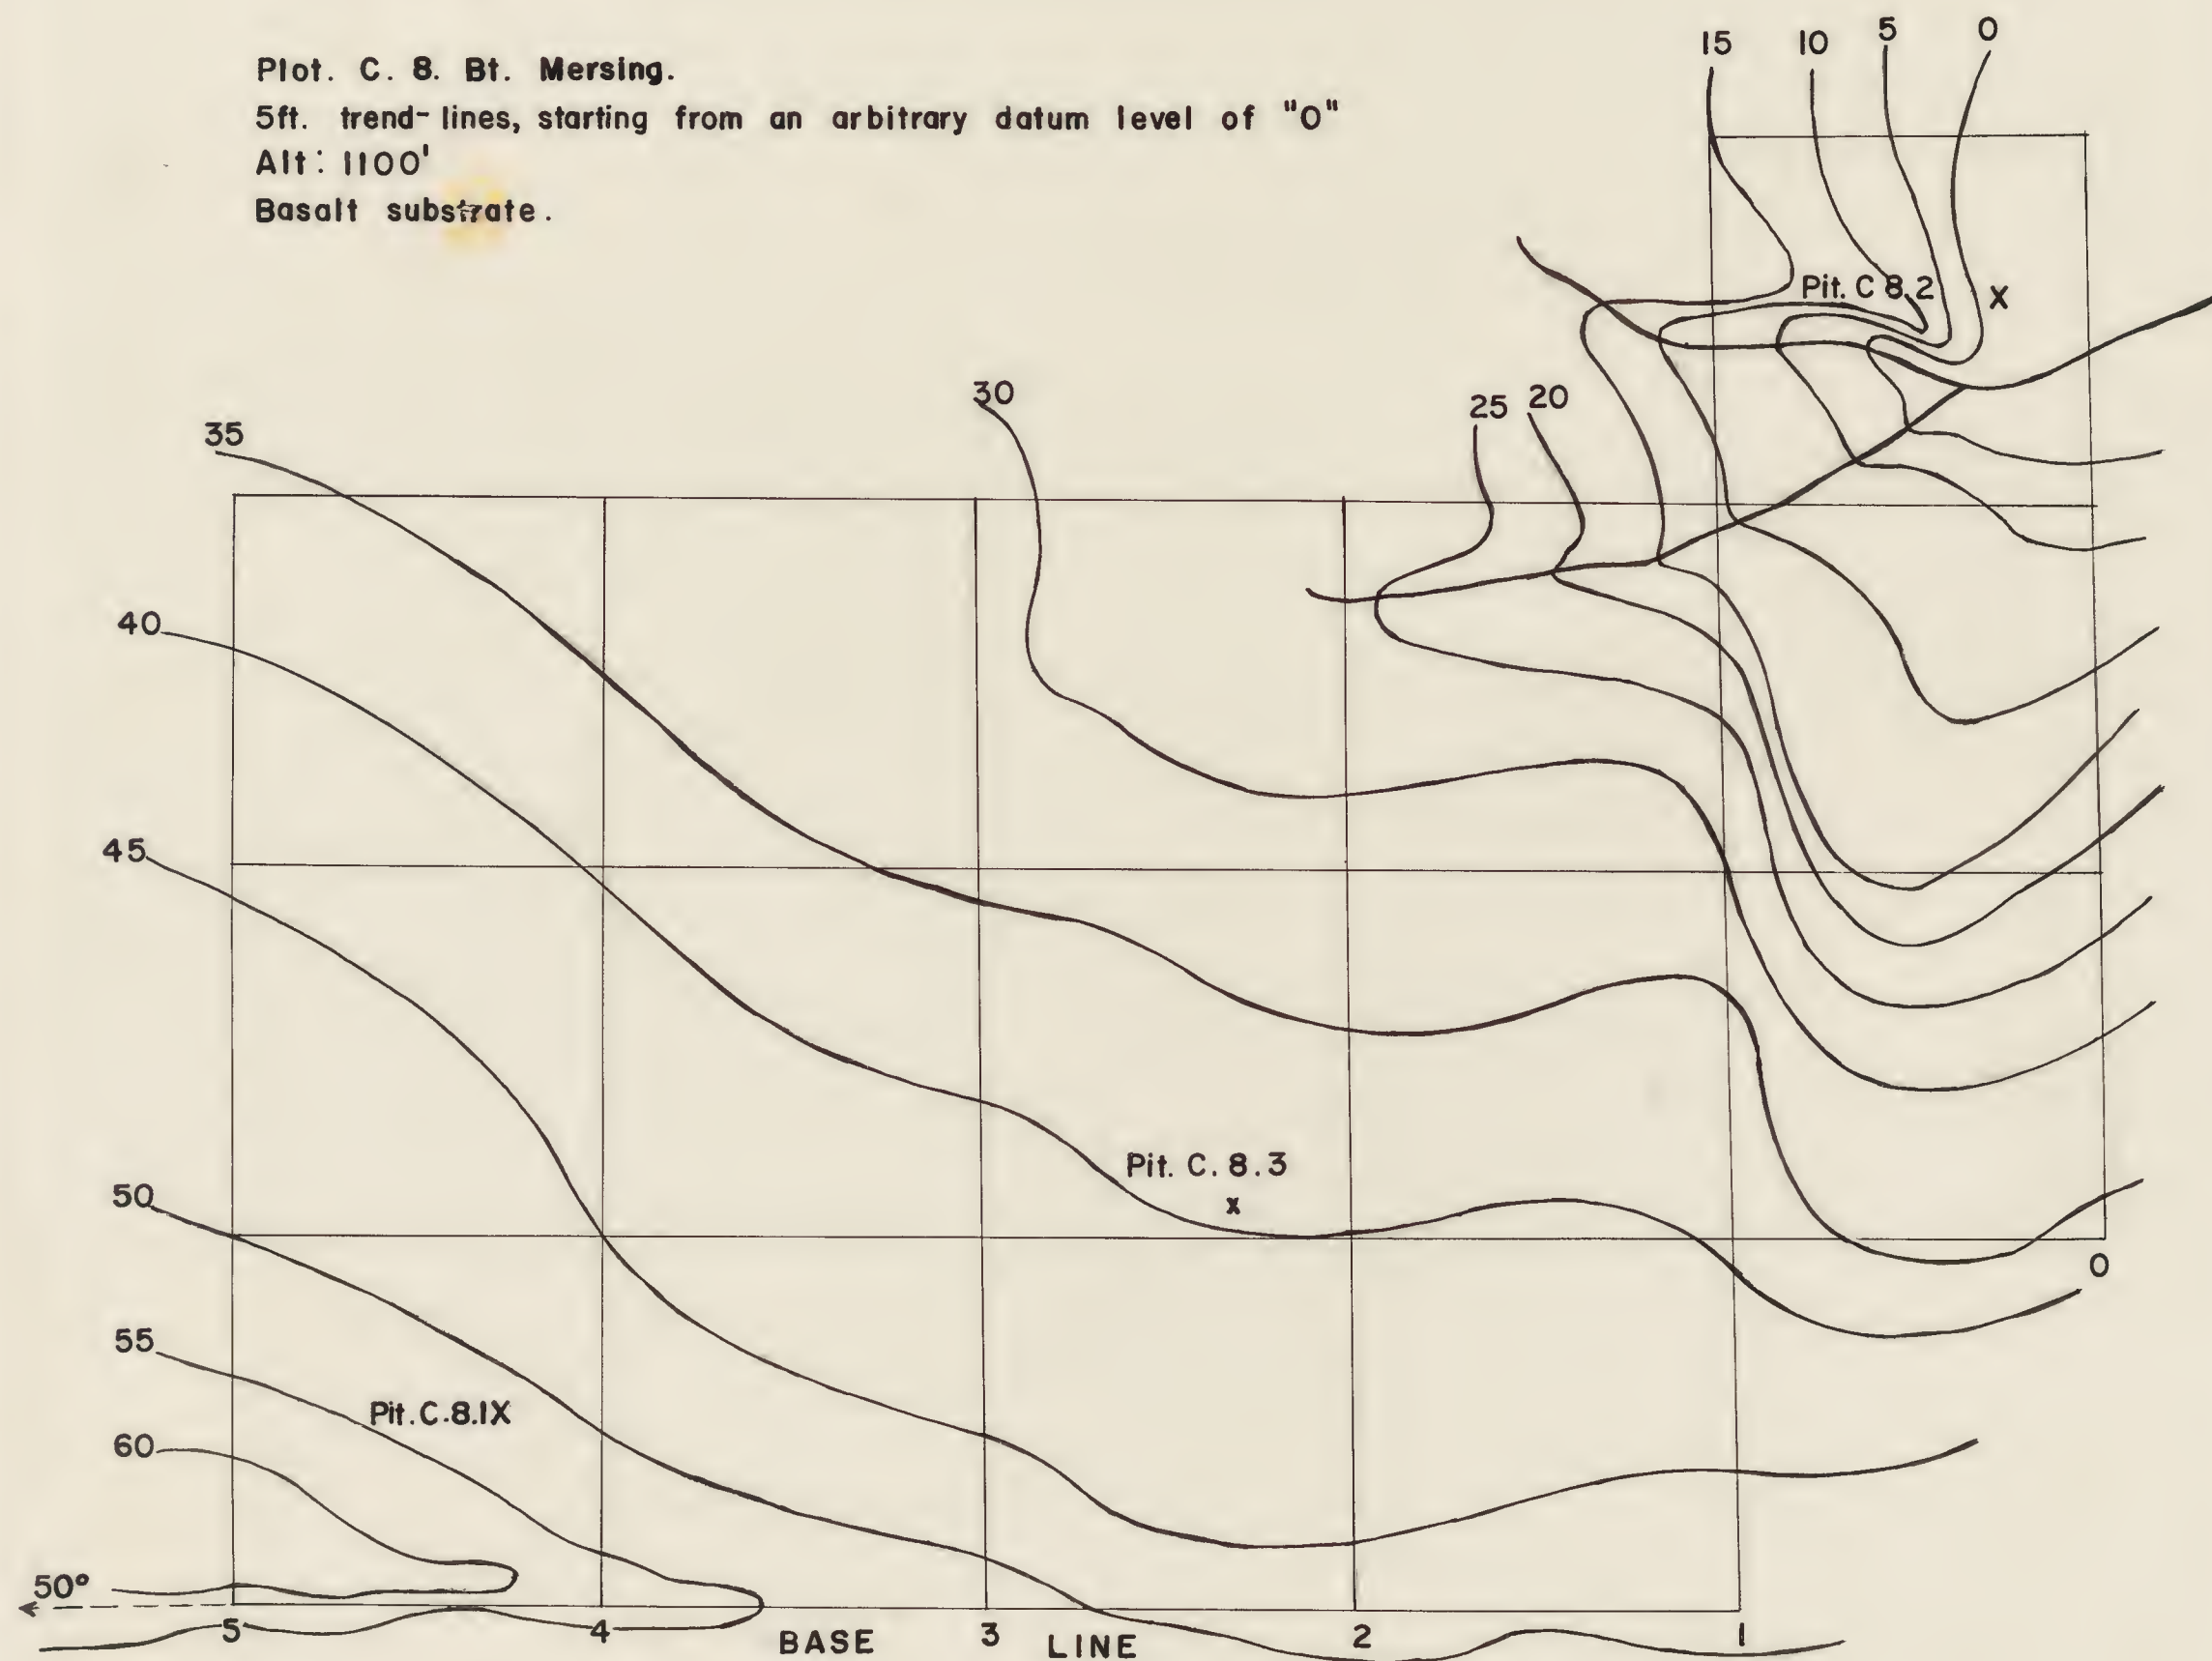 Plot. C. 8. Bt. Mersing.
5ft. trend-lines, starting from an arbitrary datum level of "O"
Alt: 1100'
Basalt substrate.
15 10 5 0
Pit. C 8.2
X
30
25 20
35
40
45
Pit. C. 8.3
x
50
0
55
Pit. C.8.IX
60
50°
5 4 BASE 3 LINE 2 1